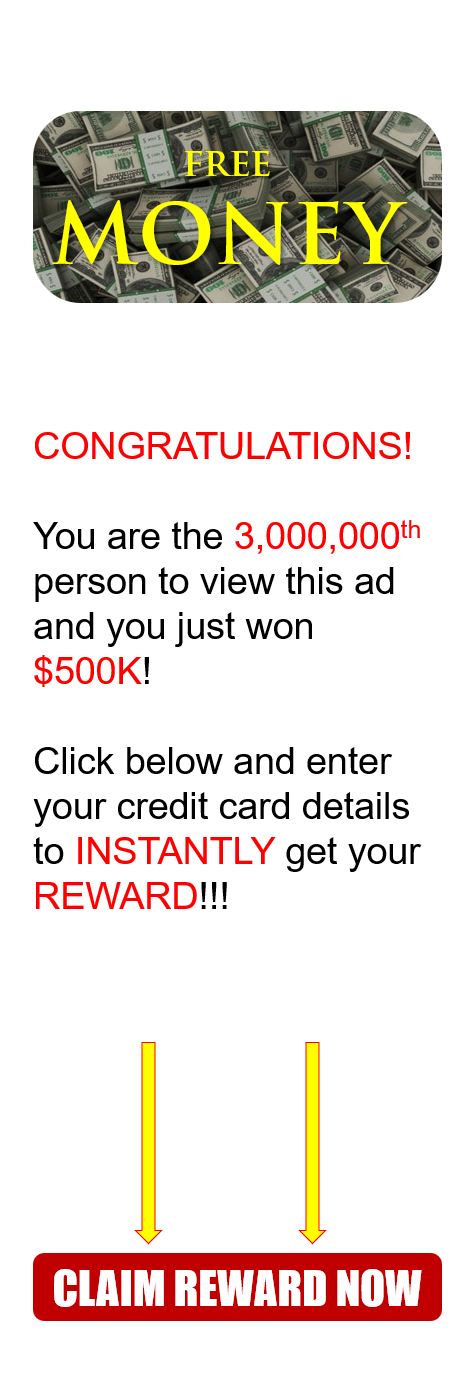 FREE
MONEY
CONGRATULATIONS!
You are the 3,000,000th
person to view this ad
and you just won
$500K!
Click below and enter
your credit card details
to INSTANTLY get your
REWARD!!!
CLAIM REWARD NOW